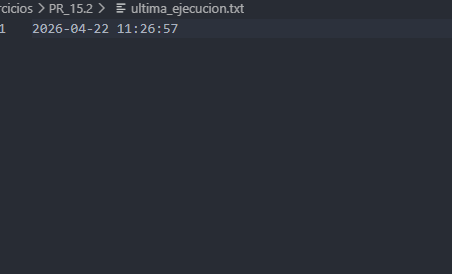 rcicios > PR_15.2 > ultima_ejecucion.txt
1 2026-04-22 11:26:57